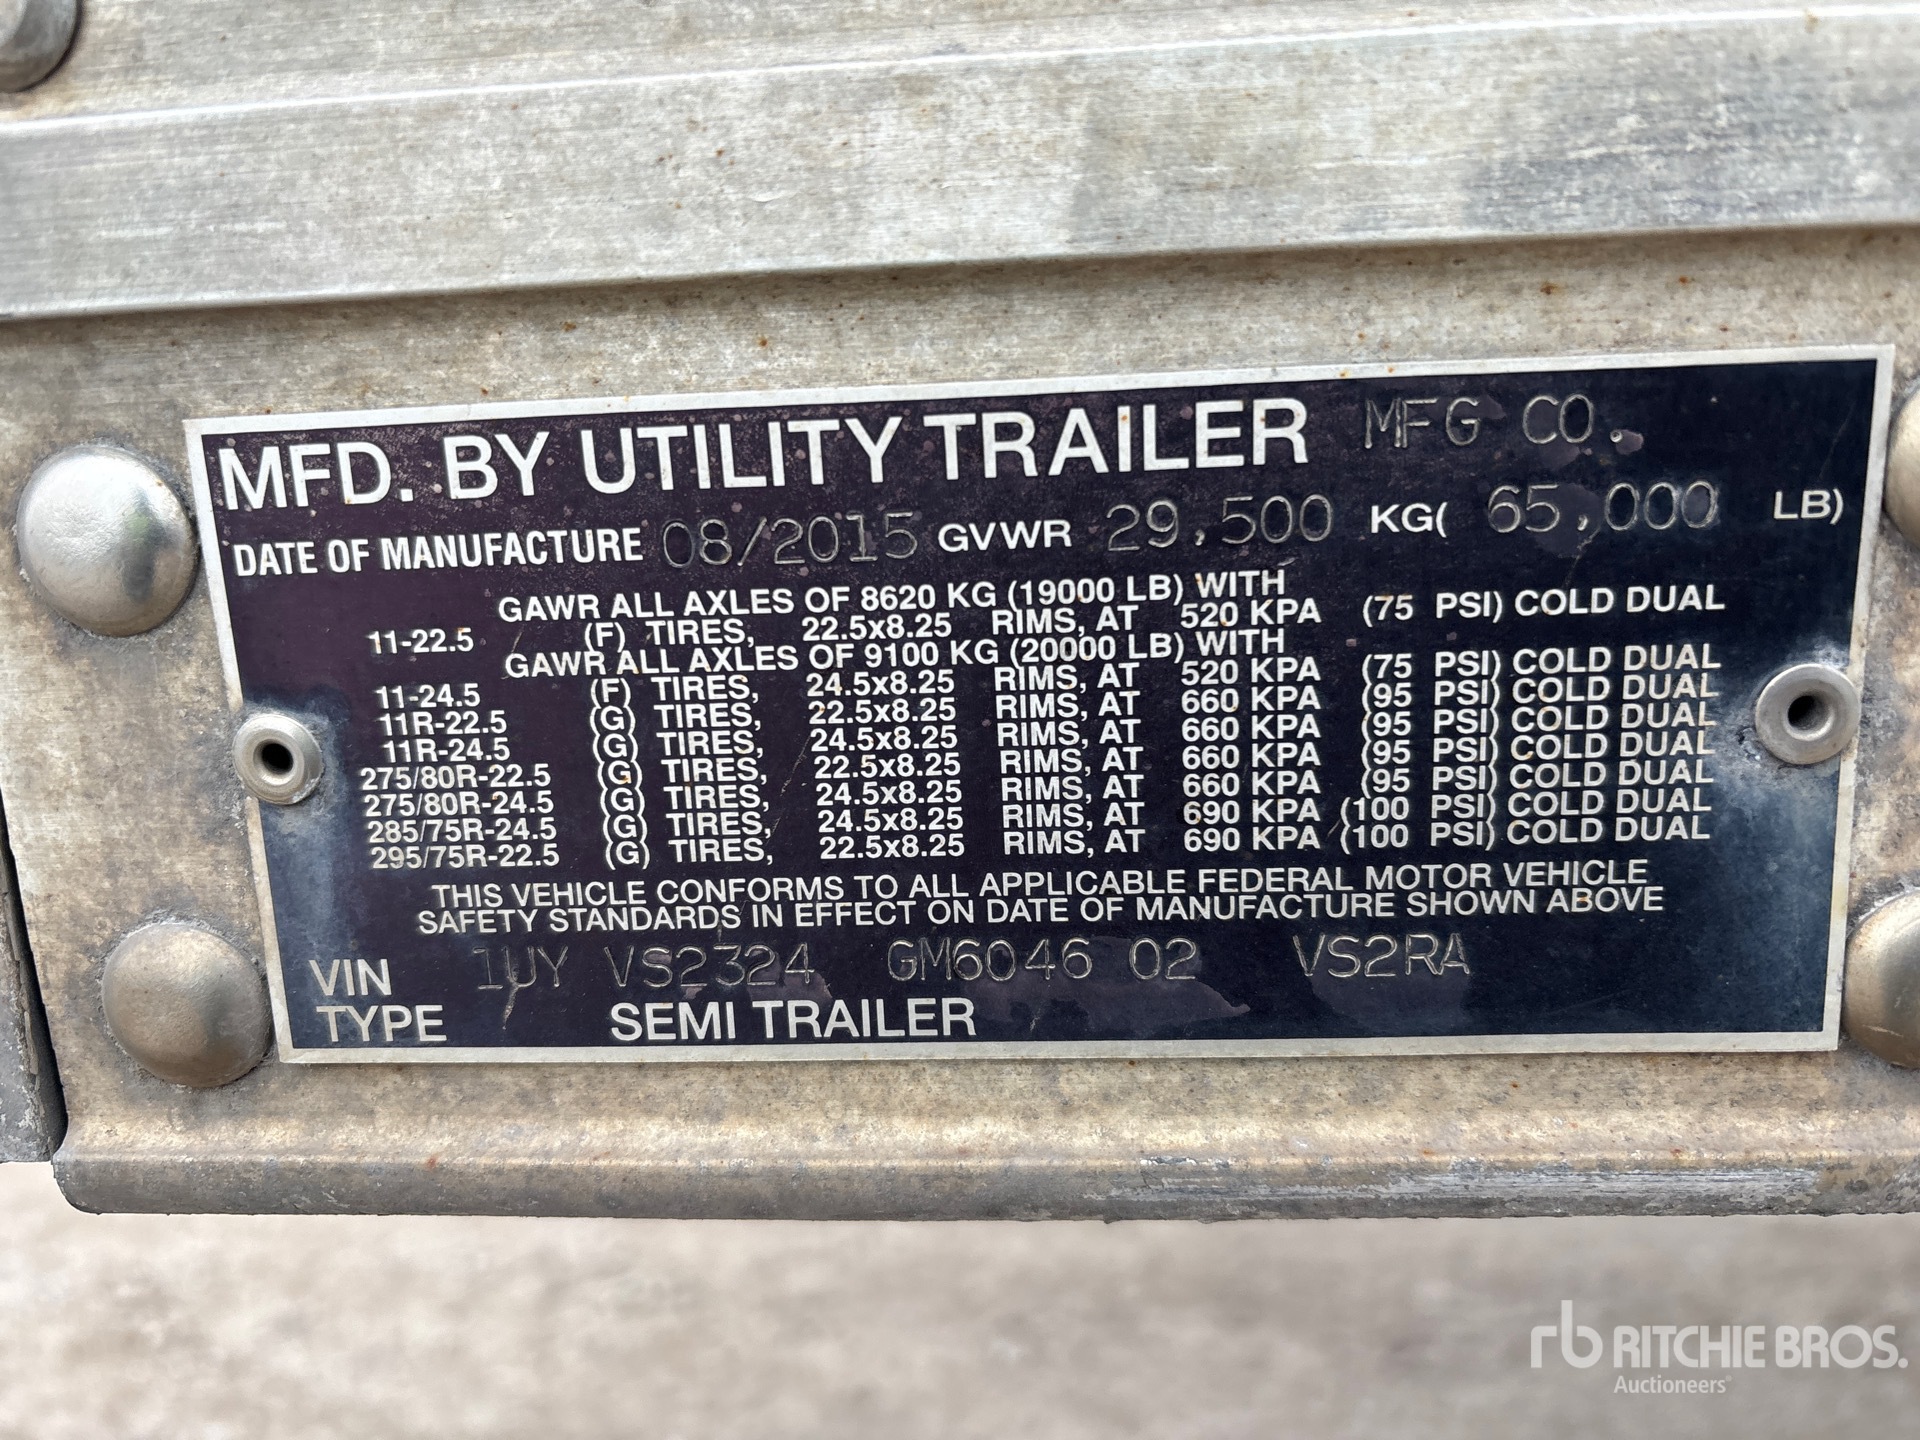 MFD. BY UTILITY TRAILER MFG CO.
DATE OF MANUFACTURE 08/2015 GVWR 29,500 KG( 65,000 LB)
GAWR ALL AXLES OF 8620 KG (19000 LB) WITH
11-22.5 (F) TIRES, 22.5x8.25 RIMS, AT 520 KPA (75 PSI) COLD DUAL
GAWR ALL AXLES OF 9100 KG (20000 LB) WITH
11-24.5 (F) TIRES, 24.5x8.25 RIMS, AT 520 KPA (75 PSI) COLD DUAL
11R-22.5 (G) TIRES, 22.5x8.25 RIMS, AT 660 KPA (95 PSI) COLD DUAL
11R-24.5 (G) TIRES, 24.5x8.25 RIMS, AT 660 KPA (95 PSI) COLD DUAL
275/80R-22.5 (G) TIRES, 22.5x8.25 RIMS, AT 660 KPA (95 PSI) COLD DUAL
275/80R-24.5 (G) TIRES, 24.5x8.25 RIMS, AT 660 KPA (95 PSI) COLD DUAL
285/75R-24.5 (G) TIRES, 24.5x8.25 RIMS, AT 690 KPA (100 PSI) COLD DUAL
295/75R-22.5 (G) TIRES, 22.5x8.25 RIMS, AT 690 KPA (100 PSI) COLD DUAL
THIS VEHICLE CONFORMS TO ALL APPLICABLE FEDERAL MOTOR VEHICLE
SAFETY STANDARDS IN EFFECT ON DATE OF MANUFACTURE SHOWN ABOVE
VIN 1UY VS2324 GM6046 02 VS2RA
TYPE SEMI TRAILER
rb RITCHIE BROS.
Auctioneers